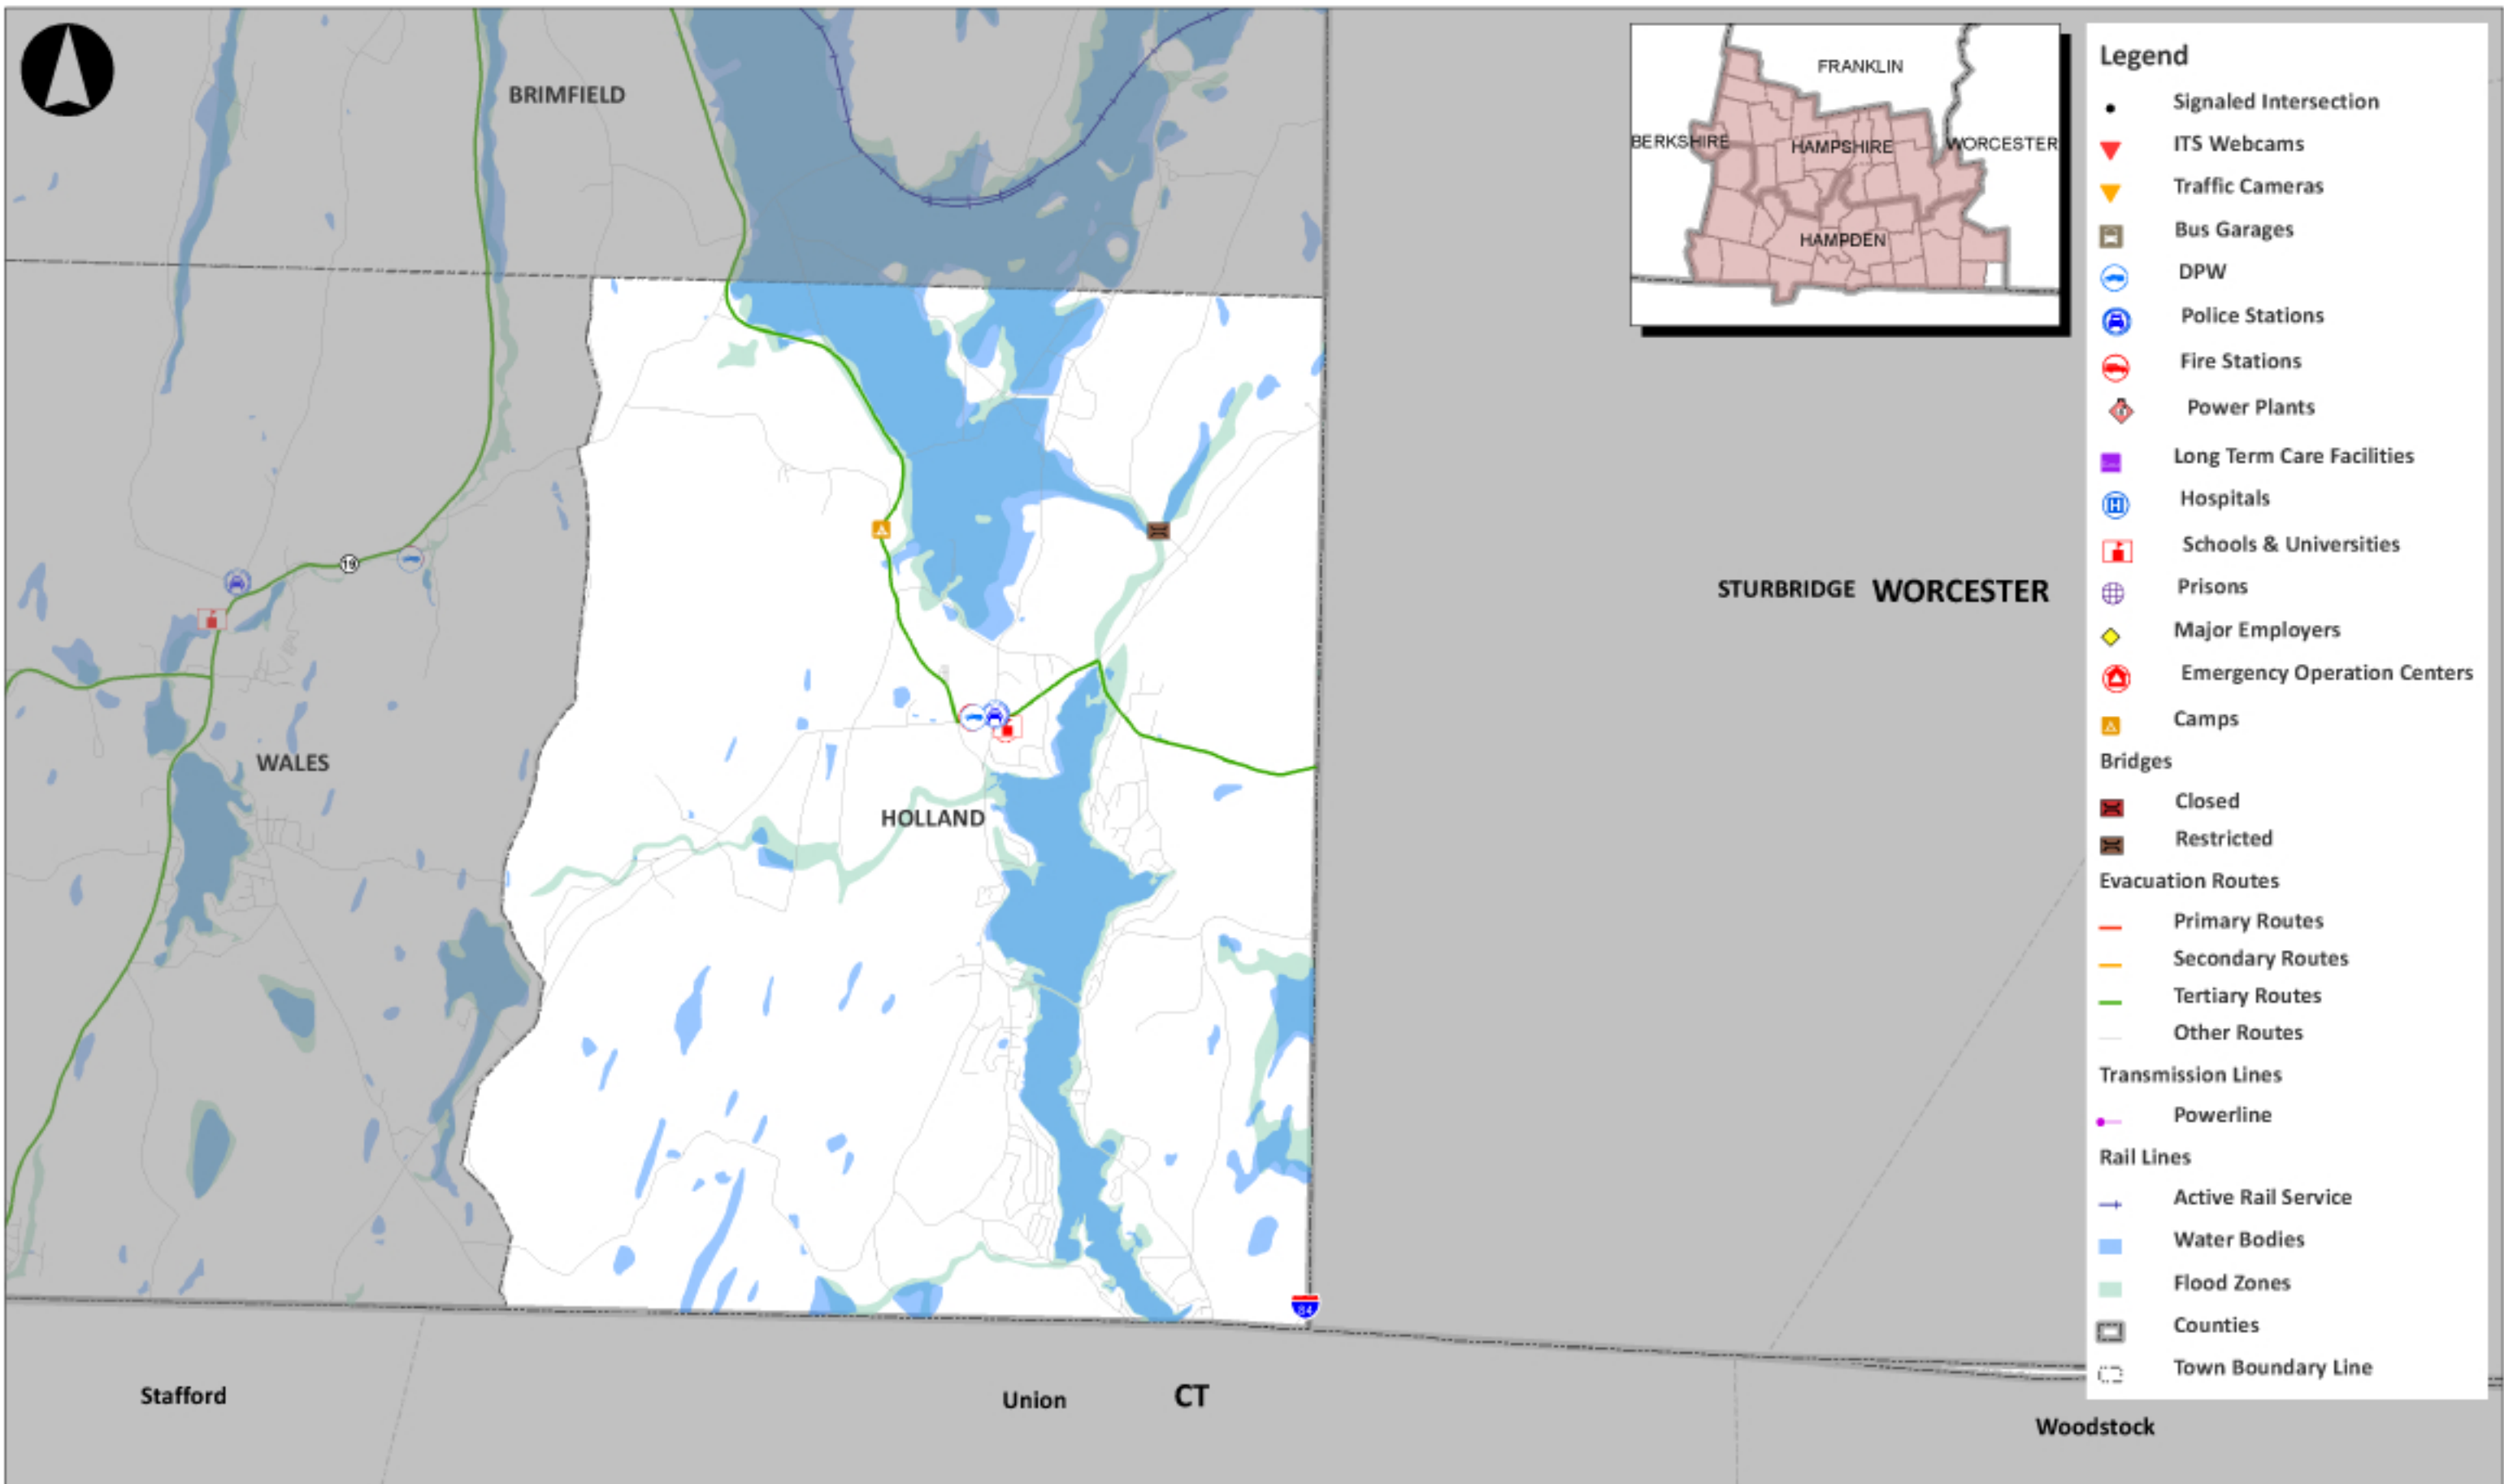 BRIMFIELD
19
WALES
HOLLAND
STURBRIDGE WORCESTER
84
Stafford
Union
CT
Woodstock
FRANKLIN
BERKSHIRE
HAMPSHIRE
WORCESTER
HAMPDEN
Legend
Signaled Intersection
ITS Webcams
Traffic Cameras
Bus Garages
DPW
Police Stations
Fire Stations
Power Plants
Long Term Care Facilities
H
Hospitals
Schools & Universities
Prisons
Major Employers
Emergency Operation Centers
Camps
Bridges
Closed
Restricted
Evacuation Routes
Primary Routes
Secondary Routes
Tertiary Routes
Other Routes
Transmission Lines
Powerline
Rail Lines
Active Rail Service
Water Bodies
Flood Zones
Counties
Town Boundary Line